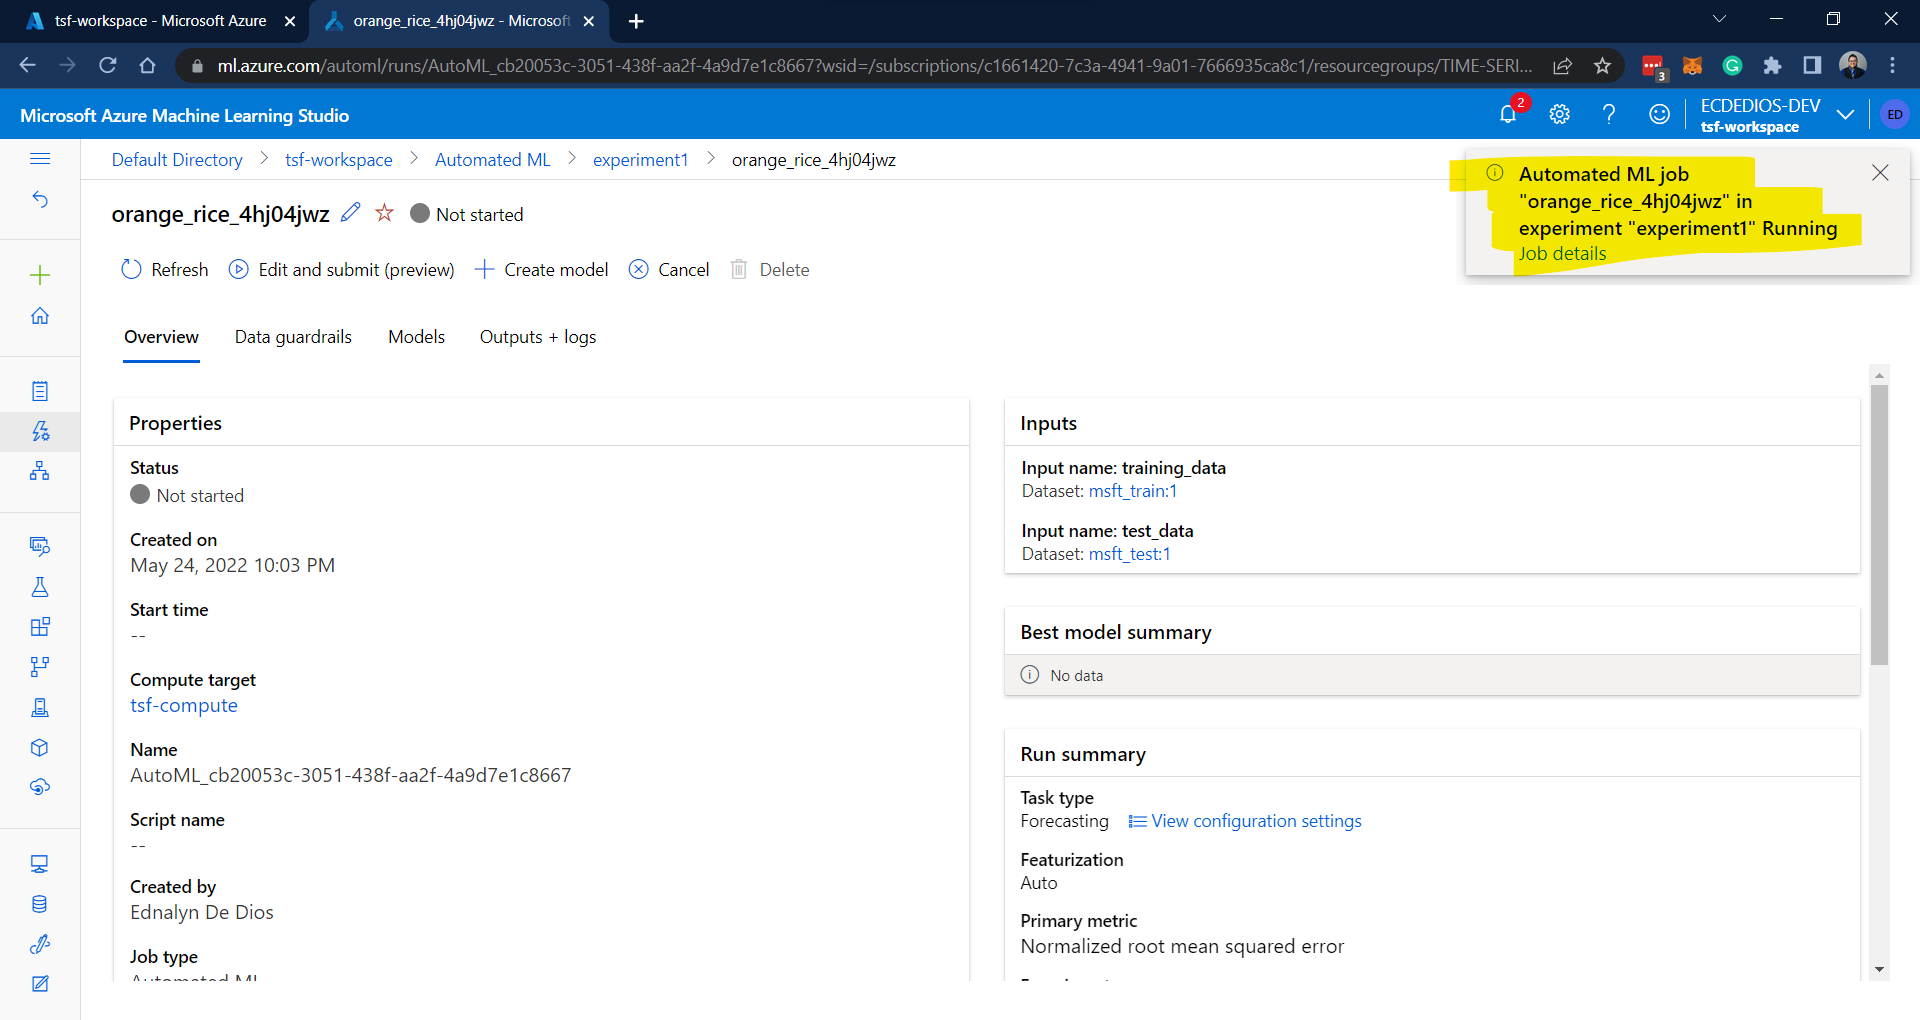 tsf-workspace - Microsoft Azure
orange_rice_4hj04jwz - Microsoft
ml.azure.com/automl/runs/AutoML_cb20053c-3051-438f-aa2f-4a9d7e1c8667?wsid=/subscriptions/c1661420-7c3a-4941-9a01-7666935ca8c1/resourcegroups/TIME-SERI...
3
Microsoft Azure Machine Learning Studio
2
ECDEDIOS-DEV
tsf-workspace
ED
Default Directory > tsf-workspace > Automated ML > experiment1 > orange_rice_4hj04jwz
Automated ML job
"orange_rice_4hj04jwz" in
experiment "experiment1" Running
Job details
orange_rice_4hj04jwz Not started
Refresh Edit and submit (preview) Create model Cancel Delete
Overview Data guardrails Models Outputs + logs
Properties
Status
Not started
Created on
May 24, 2022 10:03 PM
Start time
--
Compute target
tsf-compute
Name
AutoML_cb20053c-3051-438f-aa2f-4a9d7e1c8667
Script name
--
Created by
Ednalyn De Dios
Job type
Automated ML
Inputs
Input name: training_data
Dataset: msft_train:1
Input name: test_data
Dataset: msft_test:1
Best model summary
No data
Run summary
Task type
Forecasting View configuration settings
Featurization
Auto
Primary metric
Normalized root mean squared error